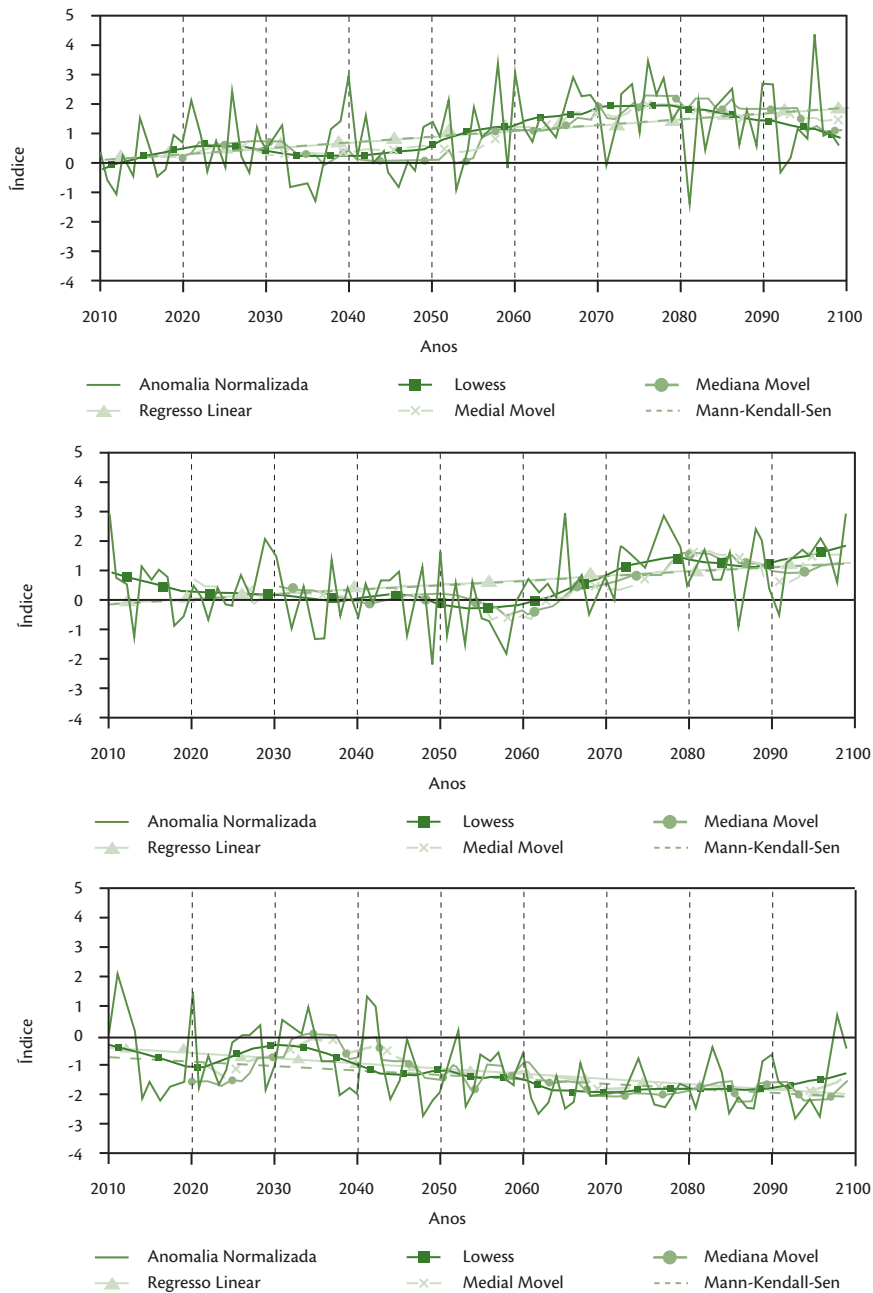 5
4
3
2
1
0
-1
-2
-3
-4
Índice
2010 2020 2030 2040 2050 2060 2070 2080 2090 2100
Anos
Anomalia Normalizada Lowess Mediana Movel
Regresso Linear Medial Movel Mann-Kendall-Sen
5
4
3
2
1
0
-1
-2
-3
-4
Índice
2010 2020 2030 2040 2050 2060 2070 2080 2090 2100
Anos
Anomalia Normalizada Lowess Mediana Movel
Regresso Linear Medial Movel Mann-Kendall-Sen
5
4
3
2
1
0
-1
-2
-3
-4
Índice
2010 2020 2030 2040 2050 2060 2070 2080 2090 2100
Anos
Anomalia Normalizada Lowess Mediana Movel
Regresso Linear Medial Movel Mann-Kendall-Sen